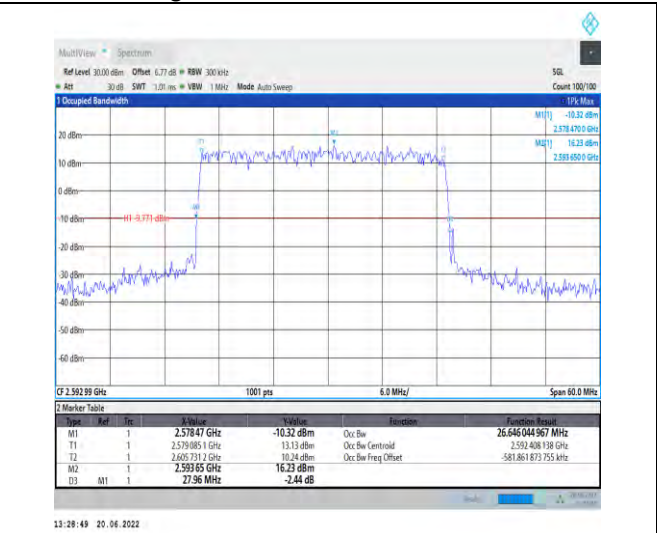 MultiView Spectrum
Ref Level 30.00 dBm Offset 6.77 dB RBW 300 kHz SGL
Att 30 dB SWT 1.01 ms VBW 1 MHz Mode Auto Sweep Count 100/100
1 Occupied Bandwidth 1Pk Max
M1[1] -10.32 dBm
2.578 470 0 GHz
20 dBm M2[1] 16.23 dBm
2.593 650 0 GHz
10 dBm
0 dBm
-10 dBm H1 -9.771 dBm
-20 dBm
-30 dBm
-40 dBm
-50 dBm
-60 dBm
CF 2.592 99 GHz 1001 pts 6.0 MHz/ Span 60.0 MHz
2 Marker Table
Type Ref Trc X-Value Y-Value Function Function Result
M1 1 2.578 47 GHz -10.32 dBm Occ Bw 26.646 044 967 MHz
T1 1 2.579 085 1 GHz 13.13 dBm Occ Bw Centroid 2.592 408 138 GHz
T2 1 2.605 731 2 GHz 10.24 dBm Occ Bw Freq Offset -581.861 873 755 kHz
M2 1 2.593 65 GHz 16.23 dBm
D3 M1 1 27.96 MHz -2.44 dB
13:28:49 20.06.2022